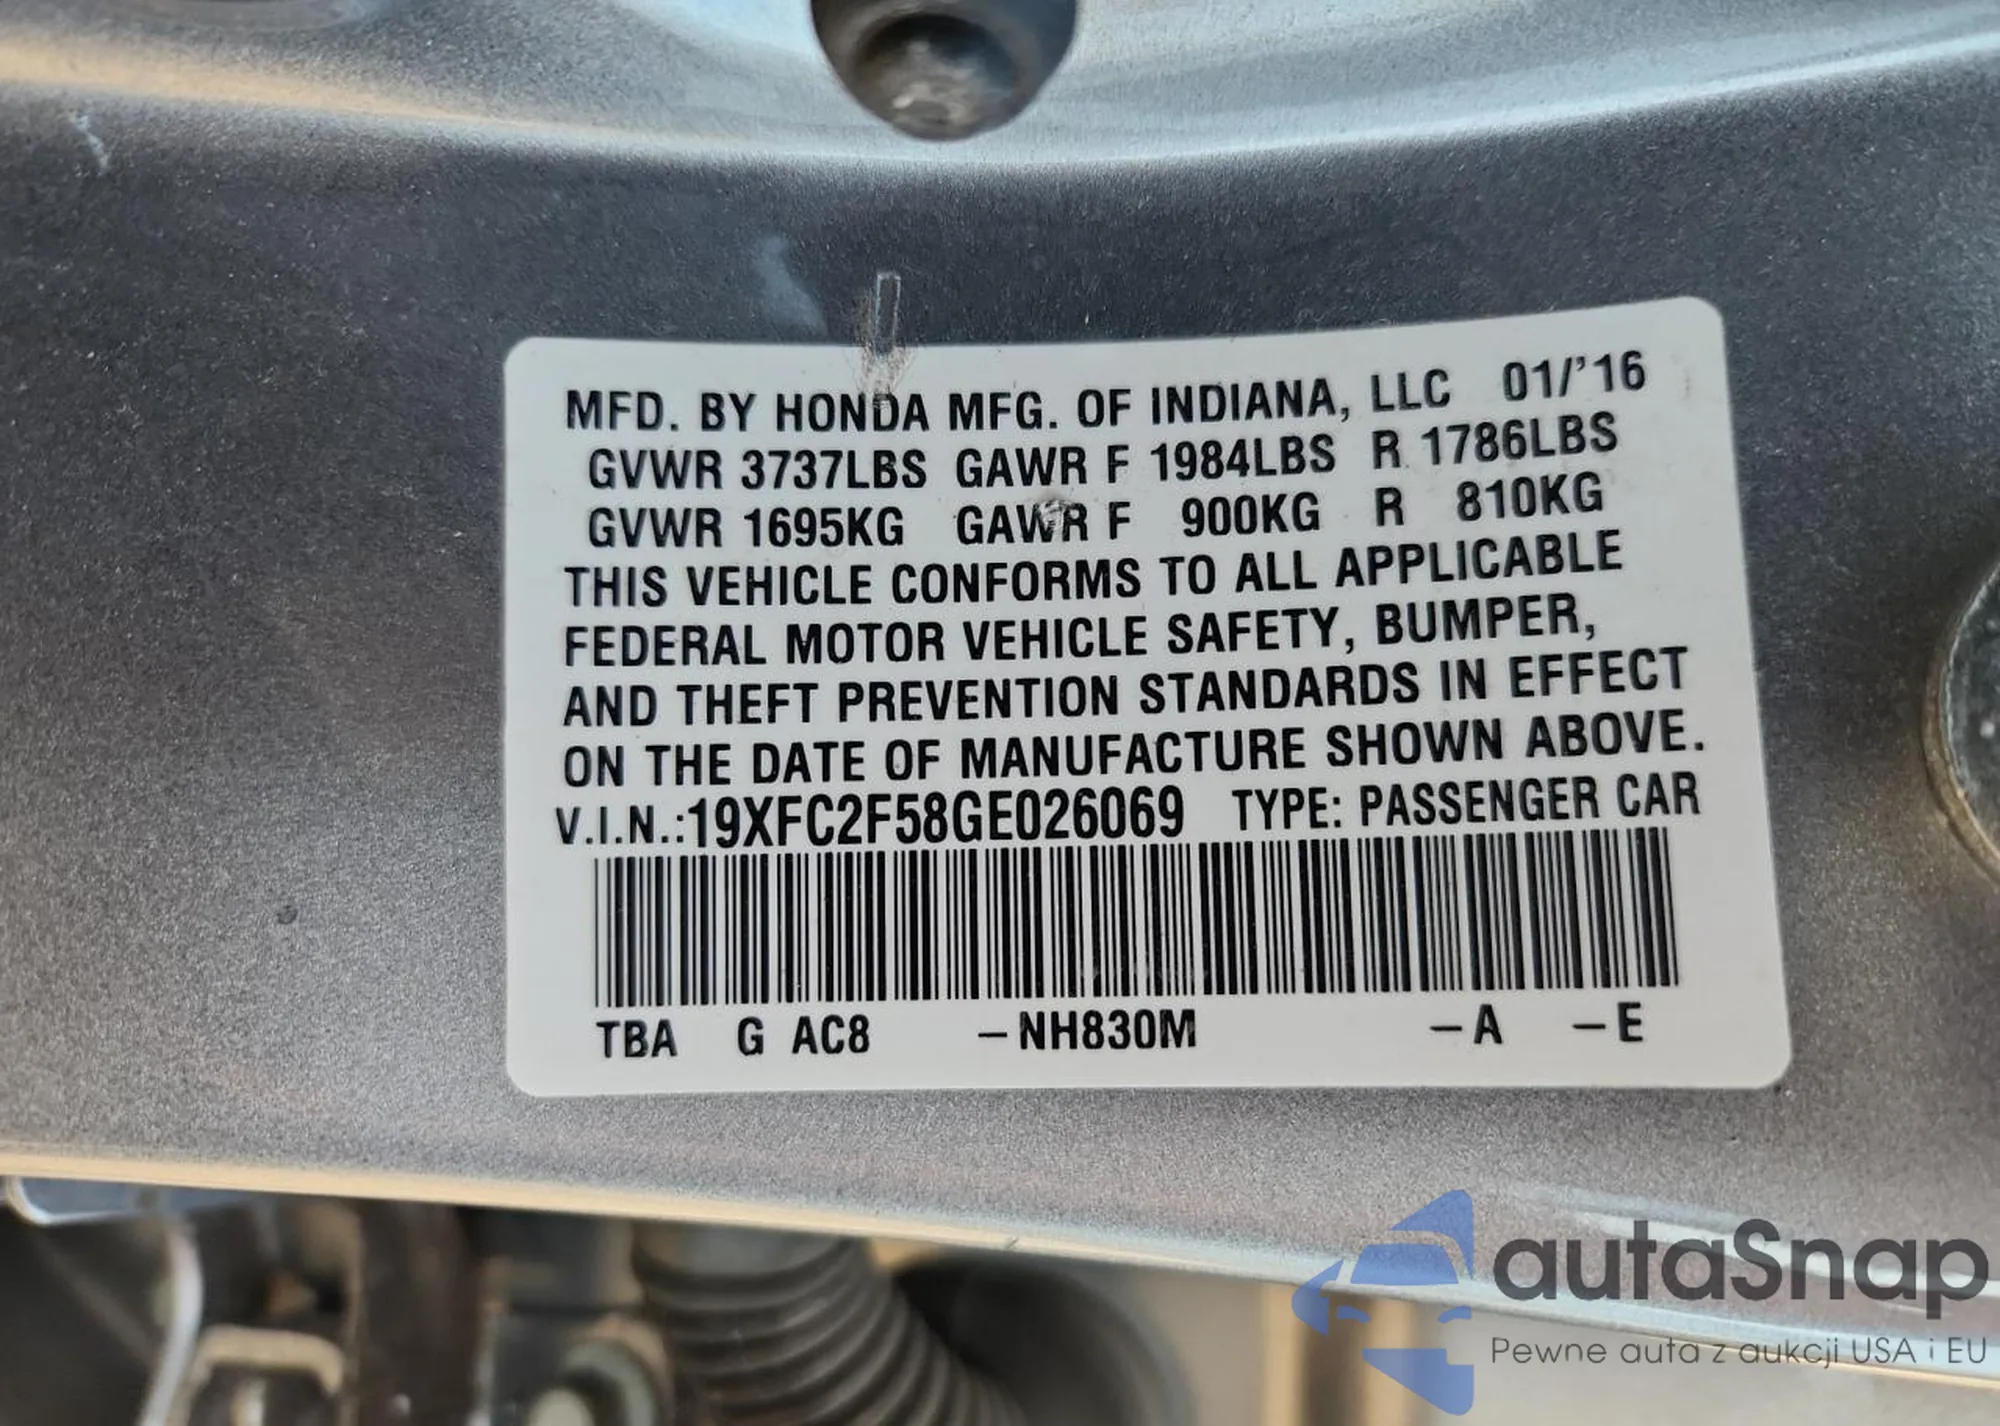 MFD. BY HONDA MFG. OF INDIANA, LLC 01/'16
GVWR 3737LBS GAWR F 1984LBS R 1786LBS
GVWR 1695KG GAWR F 900KG R 810KG
THIS VEHICLE CONFORMS TO ALL APPLICABLE
FEDERAL MOTOR VEHICLE SAFETY, BUMPER,
AND THEFT PREVENTION STANDARDS IN EFFECT
ON THE DATE OF MANUFACTURE SHOWN ABOVE.
V.I.N.:19XFC2F58GE026069 TYPE: PASSENGER CAR
TBA G AC8 –NH830M –A –E
autaSnap
Pewne auta z aukcji USA i EU